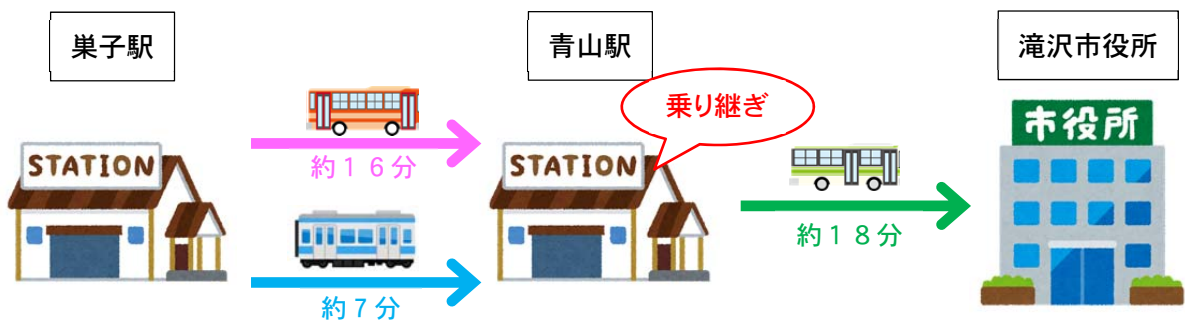 巣子駅
青山駅
滝沢市役所
乗り継ぎ
市役所
STATION
約16分
STATION
約18分
約7分